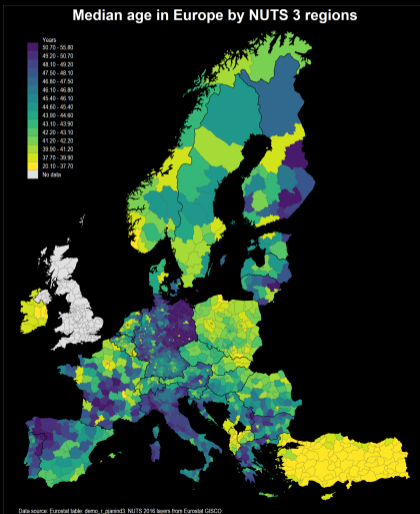 Median age in Europe by NUTS 3 regions
Years
50.70 - 55.80
49.20 - 50.70
48.10 - 49.20
47.50 - 48.10
46.80 - 47.50
46.10 - 46.80
45.40 - 46.10
44.90 - 45.40
43.90 - 44.90
43.10 - 43.90
42.20 - 43.10
41.20 - 42.20
39.90 - 41.20
37.70 - 39.90
20.10 - 37.70
No data
Data source: Eurostat table: demo_r_pjanind3. NUTS 2016 layers from Eurostat GISCO.